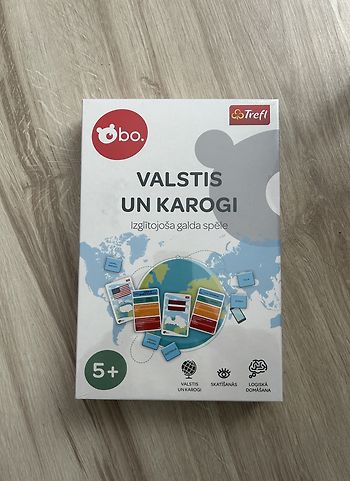 bo.
Trefl
VALSTIS
UN KAROGI
Izglītojoša galda spēle
5+
VALSTIS
UN KAROGI
SKATĪŠANĀS
LOĢISKĀ
DOMĀŠANA